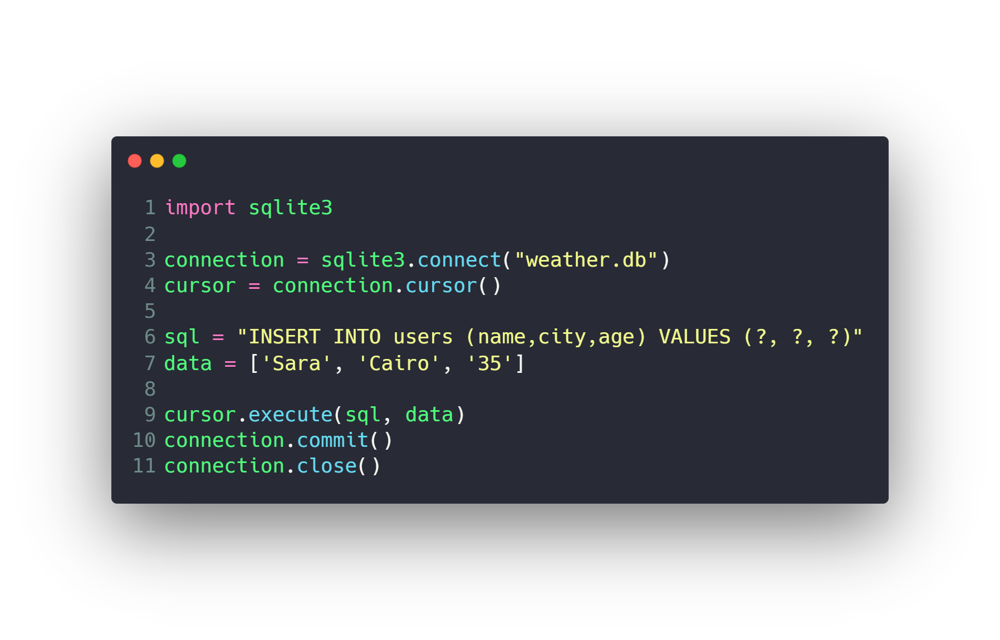 1 import sqlite3
2
3 connection = sqlite3.connect("weather.db")
4 cursor = connection.cursor()
5
6 sql = "INSERT INTO users (name,city,age) VALUES (?, ?, ?)"
7 data = ['Sara', 'Cairo', '35']
8
9 cursor.execute(sql, data)
10 connection.commit()
11 connection.close()